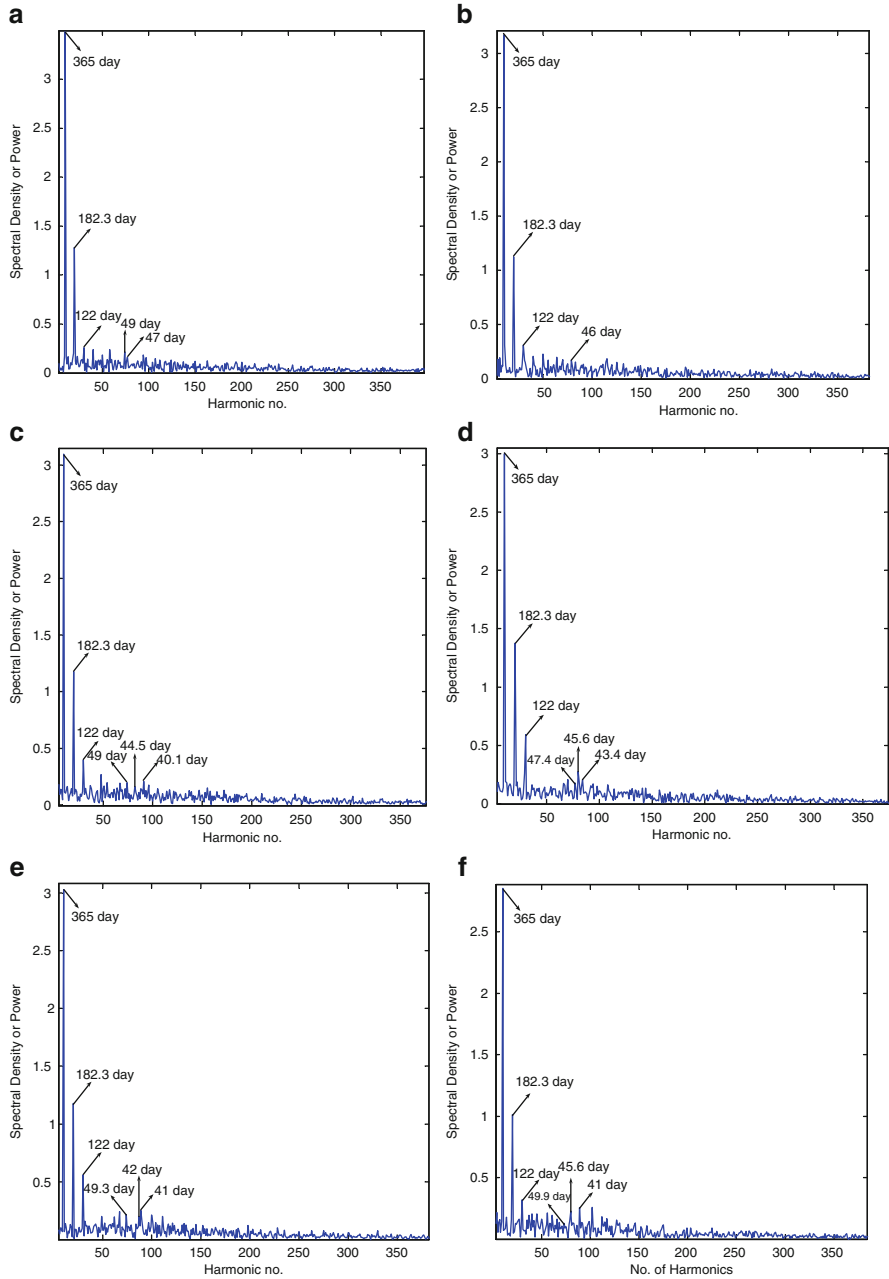 a
Spectral Density or Power
3
2.5
2
1.5
1
0.5
0
365 day
182.3 day
122 day
49 day
47 day
50 100 150 200 250 300 350
Harmonic no.
b
Spectral Density or Power
3
2.5
2
1.5
1
0.5
0
365 day
182.3 day
122 day
46 day
50 100 150 200 250 300 350
Harmonic no.
c
Spectral Density or Power
3
2.5
2
1.5
1
0.5
0
365 day
182.3 day
122 day
49 day
44.5 day
40.1 day
50 100 150 200 250 300 350
Harmonic no.
d
Spectral Density or Power
3
2.5
2
1.5
1
0.5
0
365 day
182.3 day
122 day
45.6 day
47.4 day
43.4 day
50 100 150 200 250 300 350
Harmonic no.
e
Spectral Density or Power
3
2.5
2
1.5
1
0.5
365 day
182.3 day
122 day
42 day
49.3 day
41 day
50 100 150 200 250 300 350
Harmonic no.
f
Spectral Density or Power
2.5
2
1.5
1
0.5
365 day
182.3 day
122 day
45.6 day
49.9 day
41 day
50 100 150 200 250 300 350
No. of Harmonics